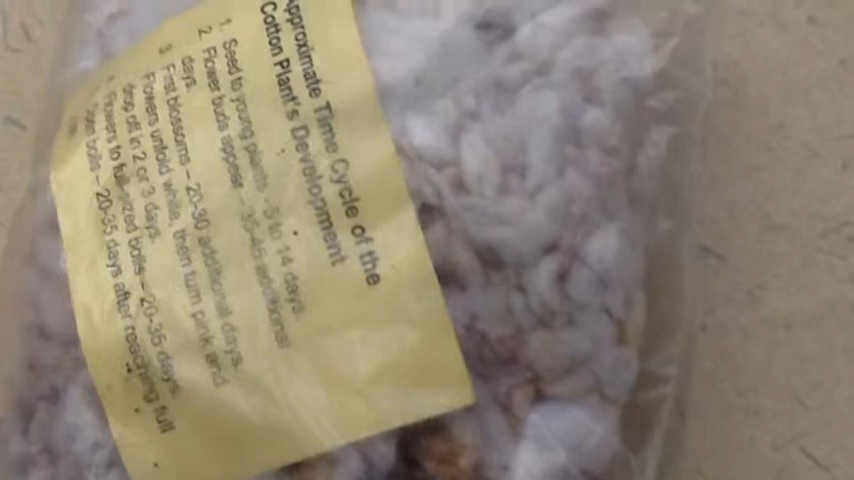 Approximate Time Cycle of the
Cotton Plant's Development
1. Seed to young plants - 5 to 14 days.
2. Flower buds appear - 35-45 additional
days.
3. First blossoms - 20-30 additional days.
Flowers unfold white, then turn pink and
drop off in 2 or 3 days.
Flowers to full-sized bolls - 20-35 days.
bolls - 20-35 days after reaching full